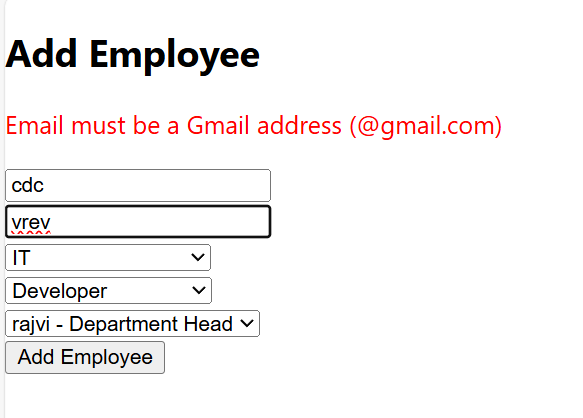 Add Employee
Email must be a Gmail address (@gmail.com)
cdc
vrev
IT
Developer
rajvi - Department Head
Add Employee